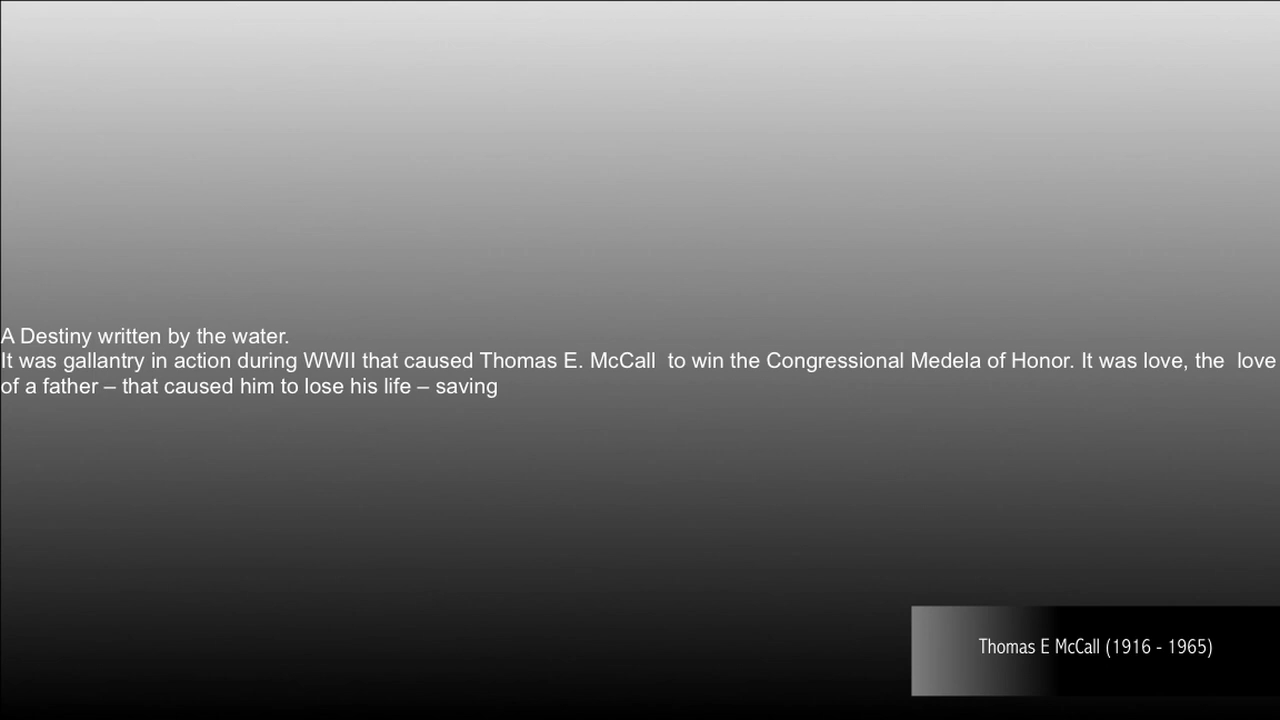 A Destiny written by the water.
It was gallantry in action during WWII that caused Thomas E. McCall  to win the Congressional Medela of Honor. It was love, the  love
of a father – that caused him to lose his life – saving
Thomas E McCall (1916 - 1965)